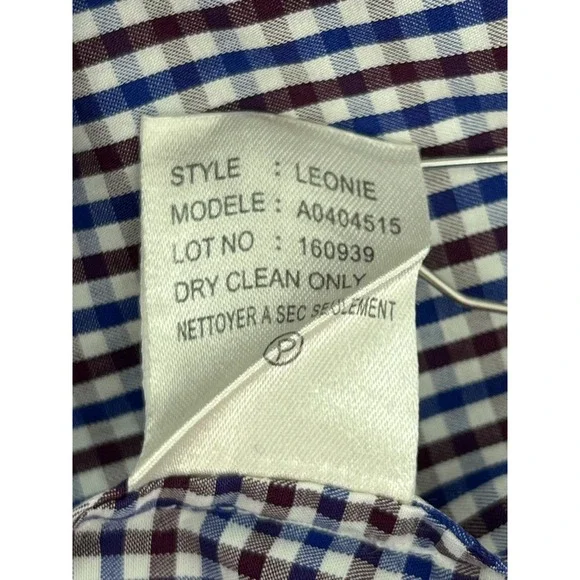 STYLE : LEONIE
MODELE : A0404515
LOT NO : 160939
DRY CLEAN ONLY
NETTOYER A SEC SEULEMENT
P